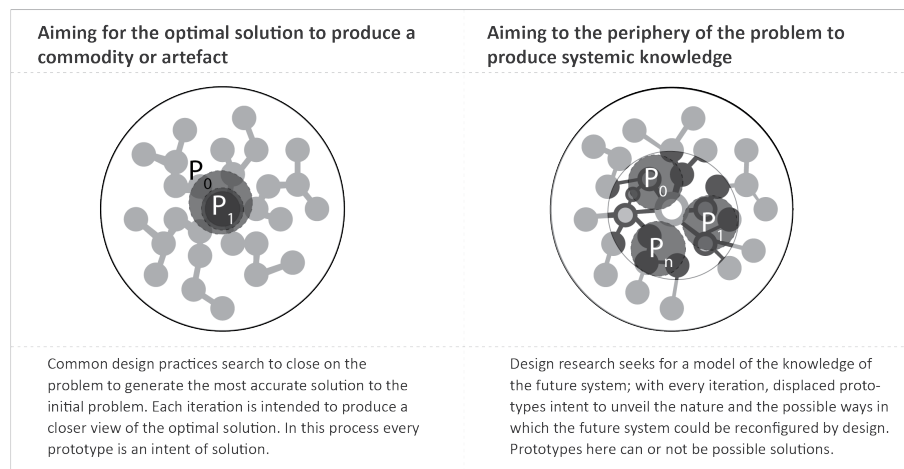 Aiming for the optimal solution to produce a
commodity or artefact
P0
P1
Common design practices search to close on the
problem to generate the most accurate solution to the
initial problem. Each iteration is intended to produce a
closer view of the optimal solution. In this process every
prototype is an intent of solution.
Aiming to the periphery of the problem to
produce systemic knowledge
P0
P1
Pn
Design research seeks for a model of the knowledge of
the future system; with every iteration, displaced proto-
types intent to unveil the nature and the possible ways in
which the future system could be reconfigured by design.
Prototypes here can or not be possible solutions.